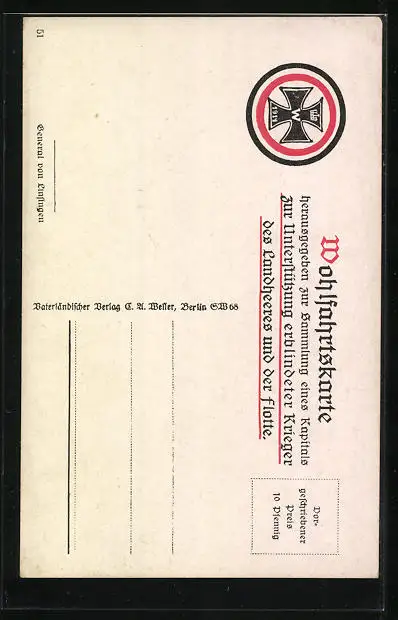 51
Wohlfahrtskarte
herausgegeben zur Sammlung eines Kapitals
zur Unterstützung erblindeter Krieger
des Landheeres und der Flotte.
W
1914
General von Linsingen
Vaterländischer Verlag C. A. Weller, Berlin SW 68
Vor-
geschriebener
Preis
10 Pfennig